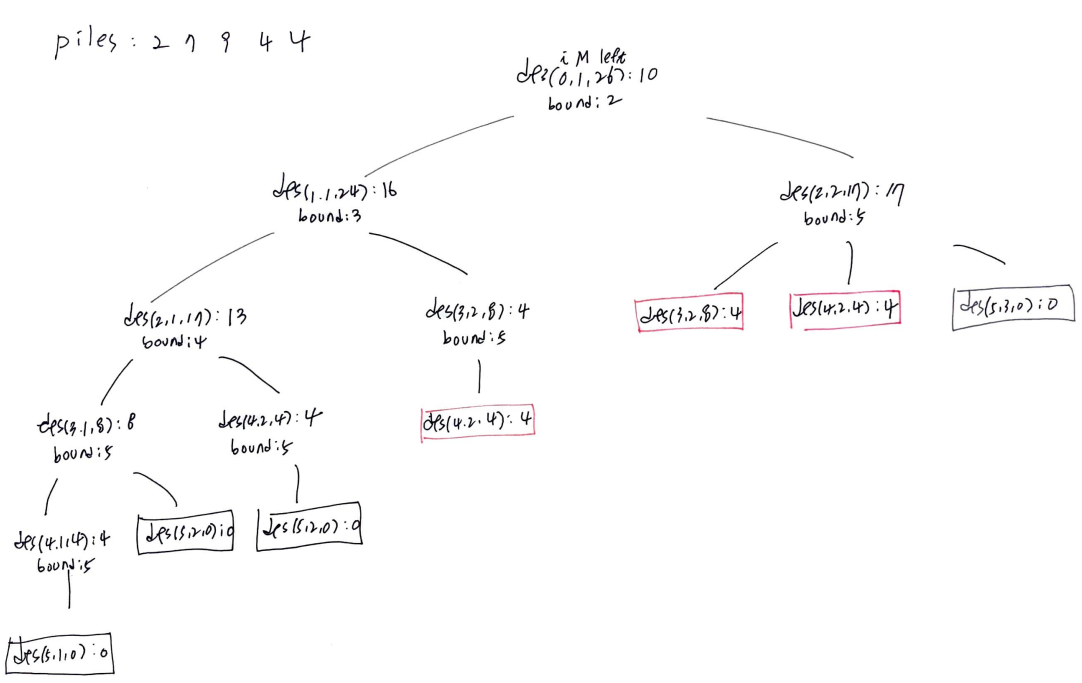 piles : 2 7 9 4 4
i M left
dfs(0,1,26):10
bound: 2
dfs(1,1,24):16
bound:3
dfs(2,2,17):17
bound:5
dfs(2,1,17):13
bound:4
dfs(3,2,8):4
bound:5
dfs(3,2,8):4
dfs(4,2,4):4
dfs(5,3,0):0
dfs(3,1,8):8
bound:5
dfs(4,2,4):4
bound:5
dfs(4,2,4):4
dfs(4,1,4):4
bound:5
dfs(5,2,0):0
dfs(5,2,0):0
dfs(5,1,0):0